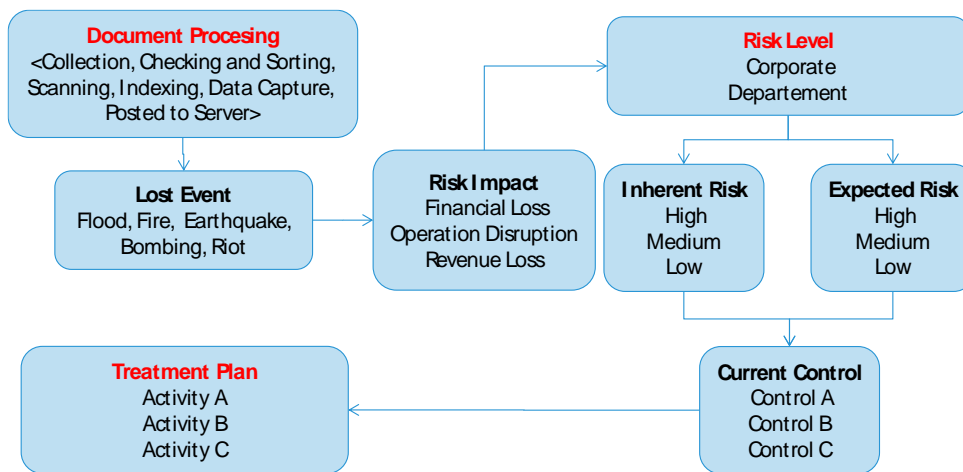 Document Procesing
<Collection, Checking and Sorting,
Scanning, Indexing, Data Capture,
Posted to Server>
Lost Event
Flood, Fire, Earthquake,
Bombing, Riot
Risk Impact
Financial Loss
Operation Disruption
Revenue Loss
Risk Level
Corporate
Departement
Inherent Risk
High
Medium
Low
Expected Risk
High
Medium
Low
Current Control
Control A
Control B
Control C
Treatment Plan
Activity A
Activity B
Activity C